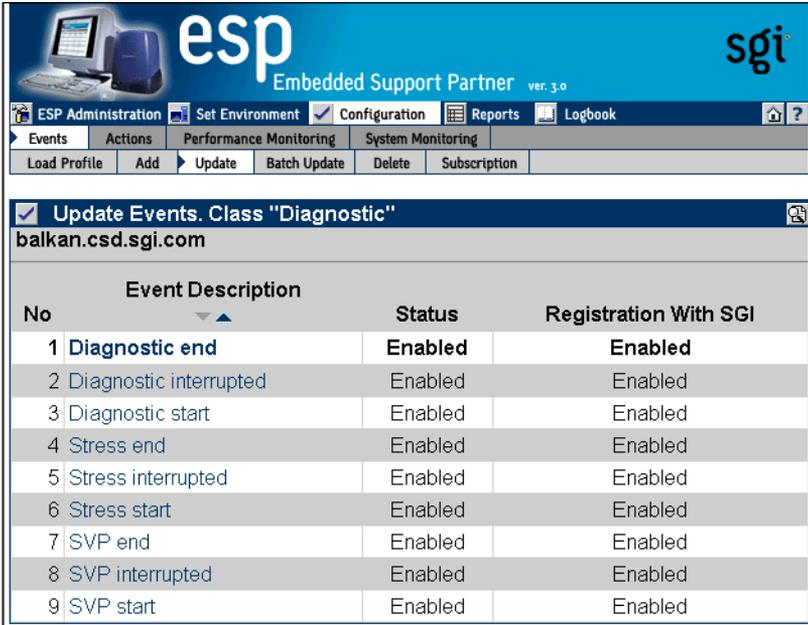 esp
sgi
Embedded Support Partner ver. 3.0
ESP Administration Set Environment Configuration Reports Logbook ?
Events Actions Performance Monitoring System Monitoring
Load Profile Add Update Batch Update Delete Subscription
Update Events. Class "Diagnostic"
balkan.csd.sgi.com
No Event Description Status Registration With SGI
1 Diagnostic end Enabled Enabled
2 Diagnostic interrupted Enabled Enabled
3 Diagnostic start Enabled Enabled
4 Stress end Enabled Enabled
5 Stress interrupted Enabled Enabled
6 Stress start Enabled Enabled
7 SVP end Enabled Enabled
8 SVP interrupted Enabled Enabled
9 SVP start Enabled Enabled